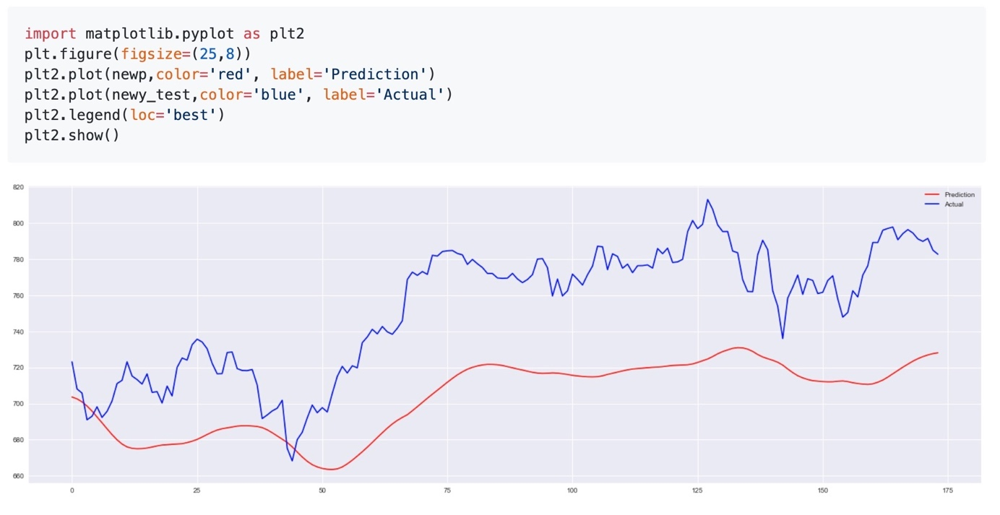 import matplotlib.pyplot as plt2
plt.figure(figsize=(25,8))
plt2.plot(newp,color='red', label='Prediction')
plt2.plot(newy_test,color='blue', label='Actual')
plt2.legend(loc='best')
plt2.show()
820
800
780
760
740
720
700
680
660
Prediction
Actual
0 25 50 75 100 125 150 175